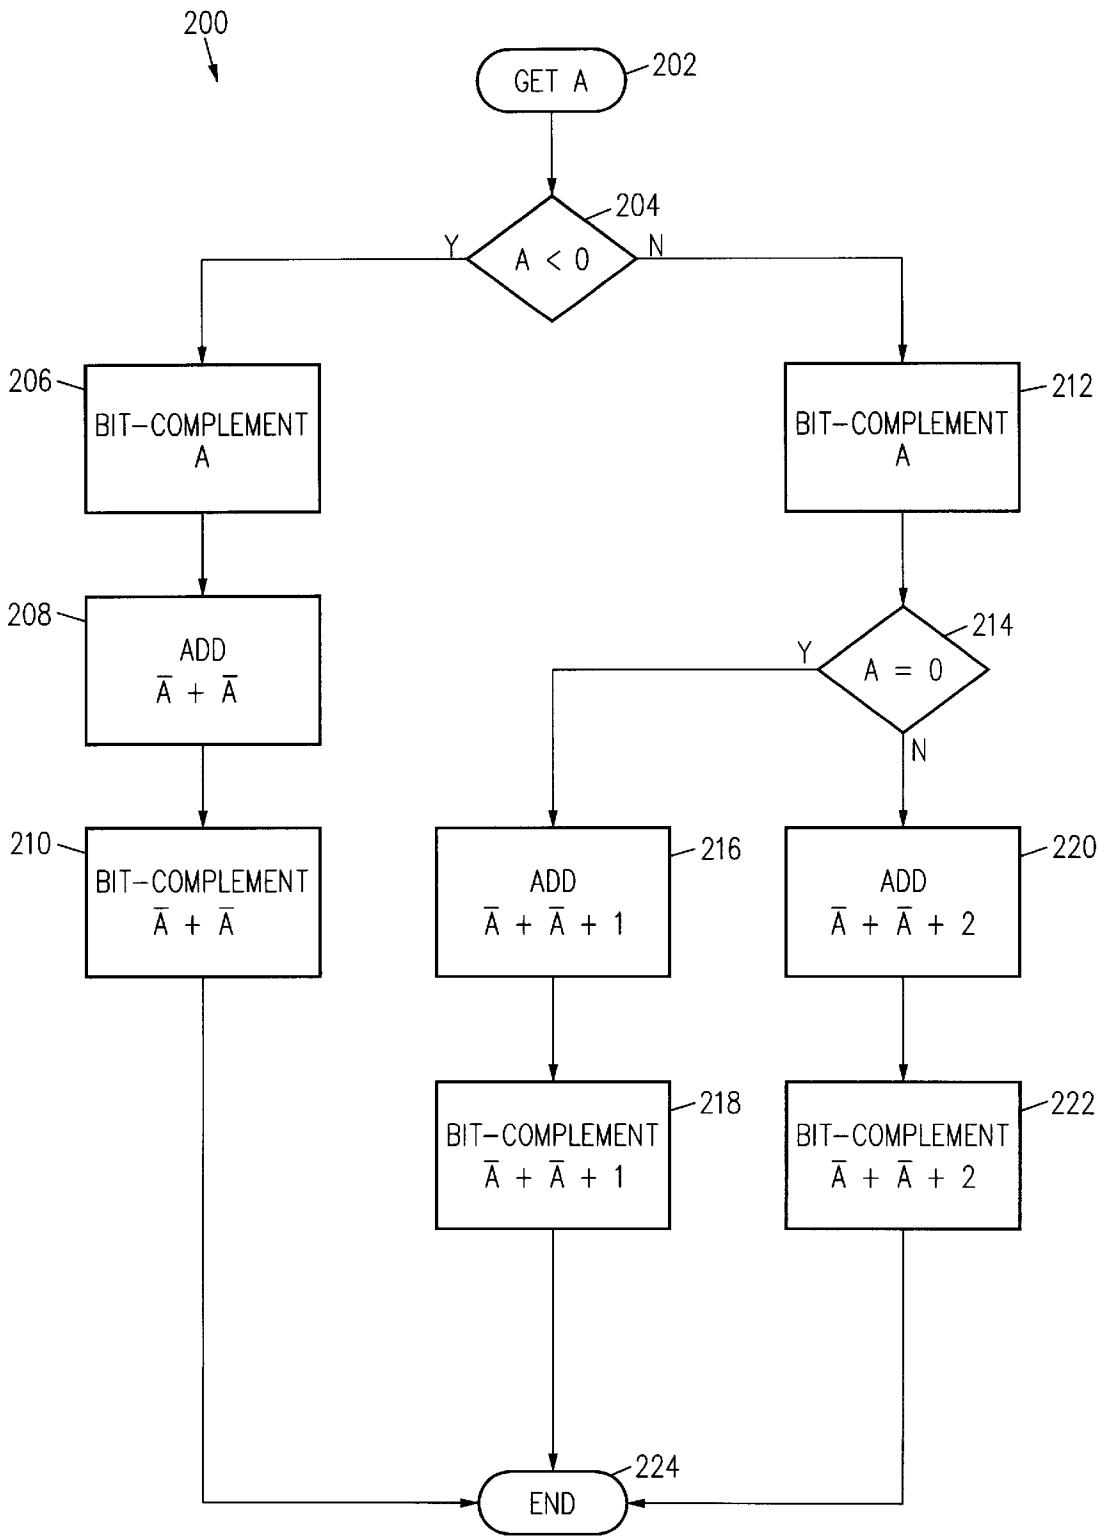 200
GET A
202
204
A < 0
Y
N
206
BIT-COMPLEMENT
A
212
BIT-COMPLEMENT
A
208
ADD
A̅ + A̅
214
A = 0
Y
N
210
BIT-COMPLEMENT
A̅ + A̅
216
ADD
A̅ + A̅ + 1
220
ADD
A̅ + A̅ + 2
218
BIT-COMPLEMENT
A̅ + A̅ + 1
222
BIT-COMPLEMENT
A̅ + A̅ + 2
224
END